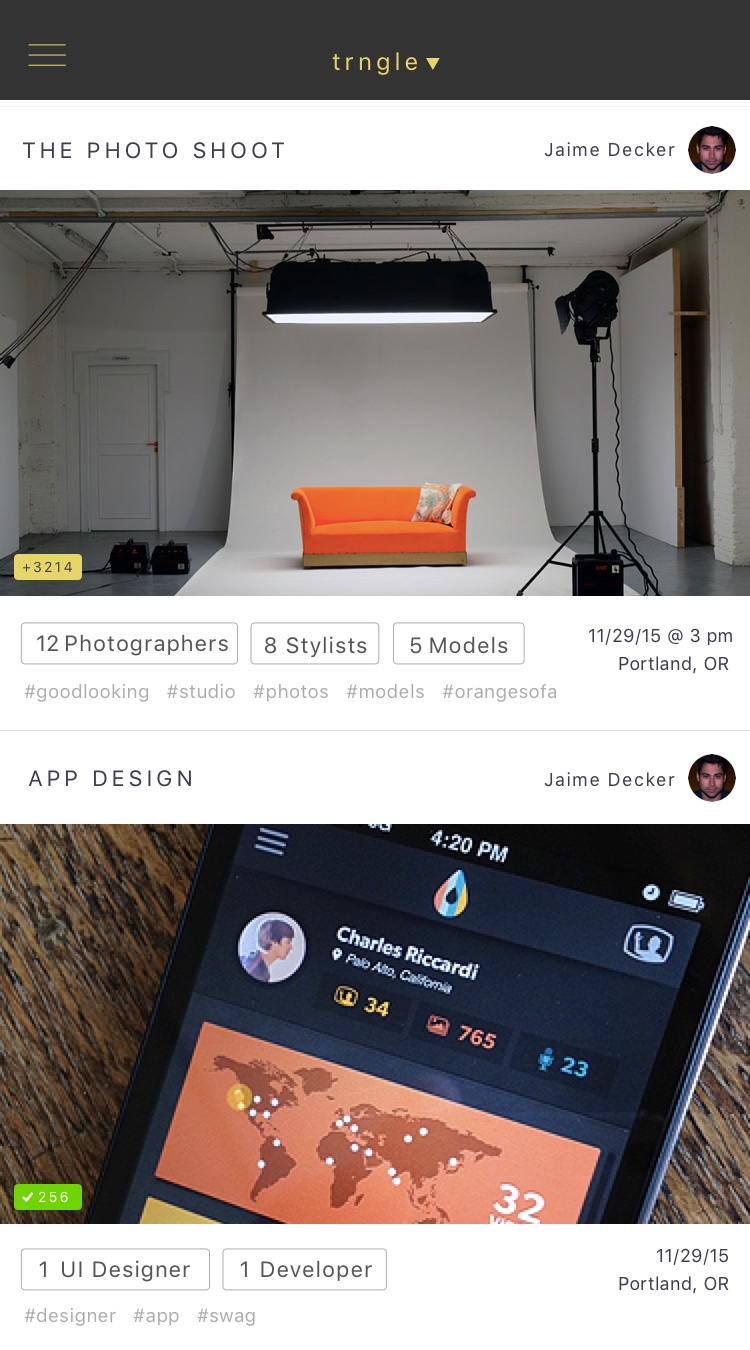 trngle
THE PHOTO SHOOT
Jaime Decker
+3214
12 Photographers
8 Stylists
5 Models
11/29/15 @ 3 pm
Portland, OR
#goodlooking #studio #photos #models #orangesofa
APP DESIGN
Jaime Decker
4:20 PM
Charles Riccardi
Palo Alto, California
34
765
23
32
256
1 UI Designer
1 Developer
11/29/15
Portland, OR
#designer #app #swag